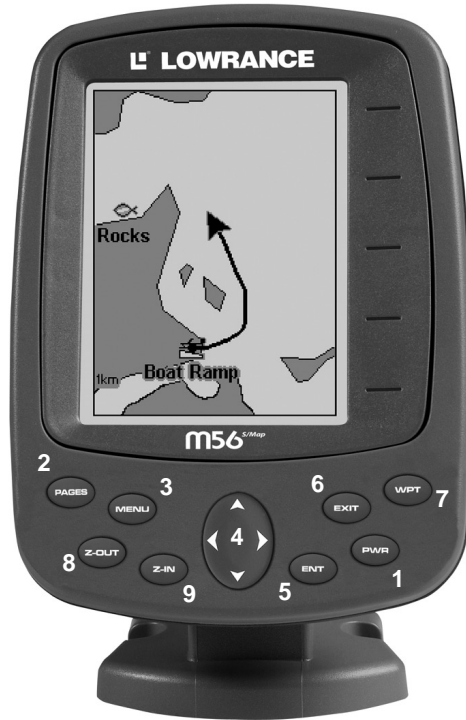 LOWRANCE
Rocks
Boat Ramp
1km
M56 S/Map
2
PAGES
3
MENU
4
6
EXIT
WPT
7
8
Z-OUT
Z-IN
9
5
ENT
PWR
1